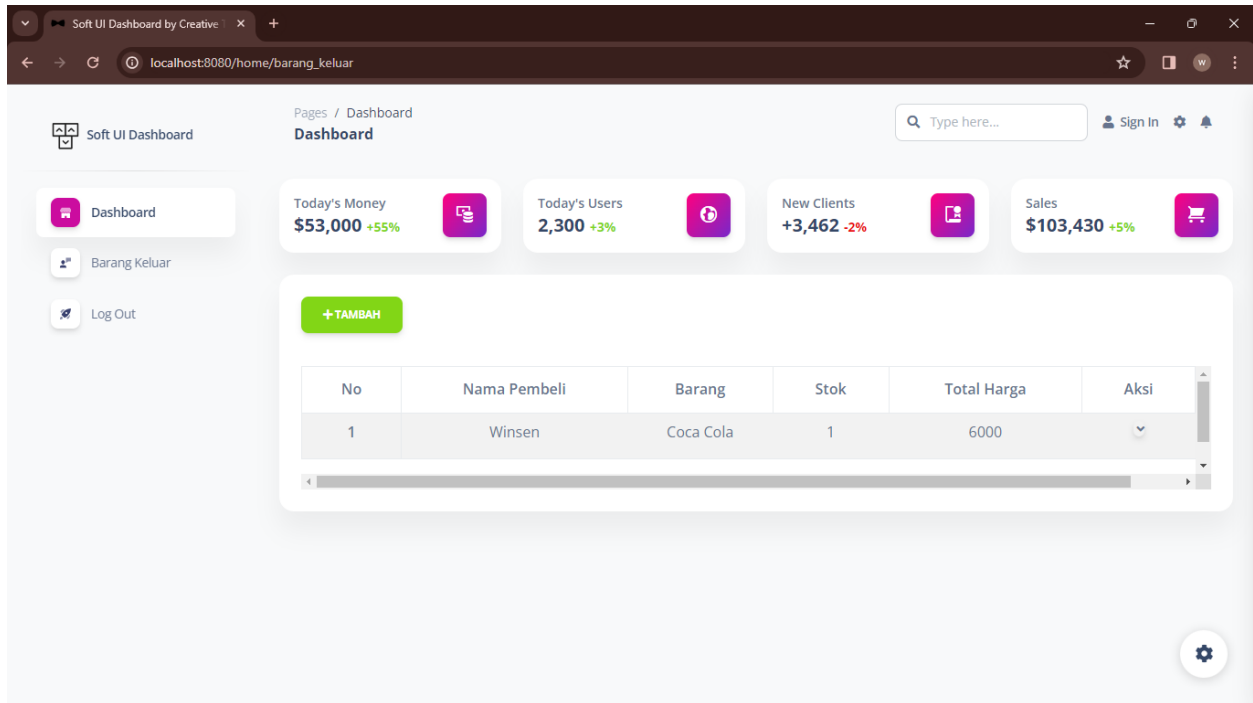 Soft UI Dashboard by Creative
localhost:8080/home/barang_keluar
W
Soft UI Dashboard
Pages / Dashboard
Dashboard
Type here...
Sign In
Dashboard
Barang Keluar
Log Out
Today's Money
$53,000 +55%
Today's Users
2,300 +3%
New Clients
+3,462 -2%
Sales
$103,430 +5%
+ TAMBAH
No Nama Pembeli Barang Stok Total Harga Aksi
1 Winsen Coca Cola 1 6000